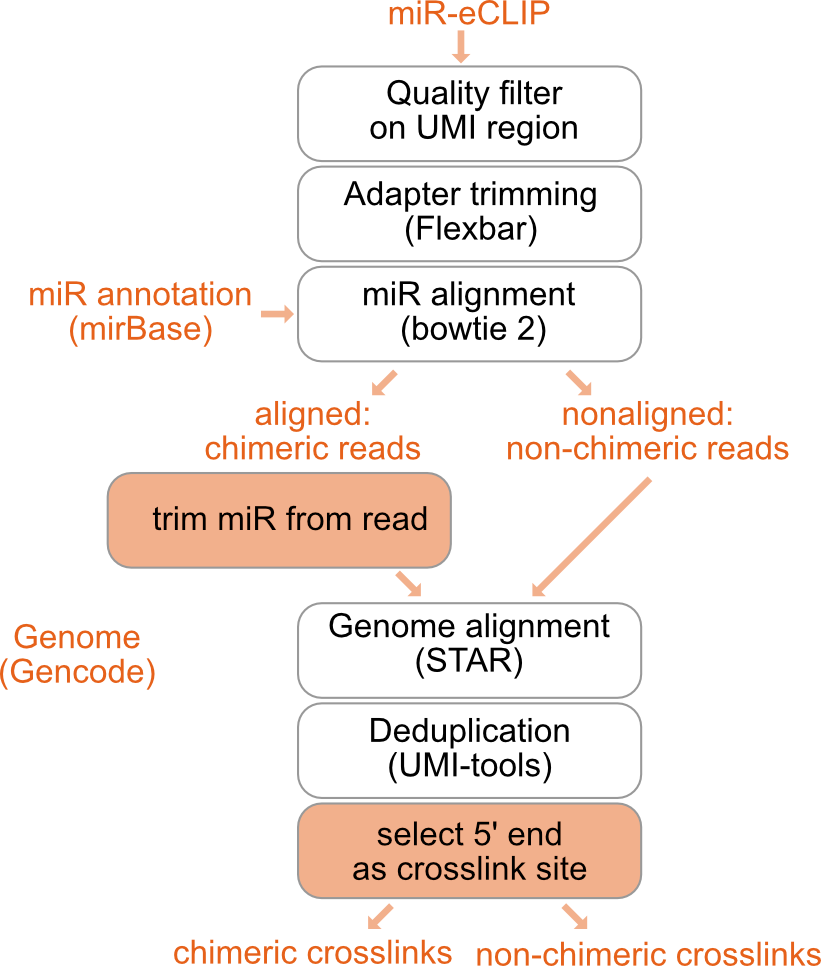 miR-eCLIP
Quality filter
on UMI region
Adapter trimming
(Flexbar)
miR annotation
(mirBase)
miR alignment
(bowtie 2)
aligned:
chimeric reads
nonaligned:
non-chimeric reads
trim miR from read
Genome
(Gencode)
Genome alignment
(STAR)
Deduplication
(UMI-tools)
select 5' end
as crosslink site
chimeric crosslinks
non-chimeric crosslinks